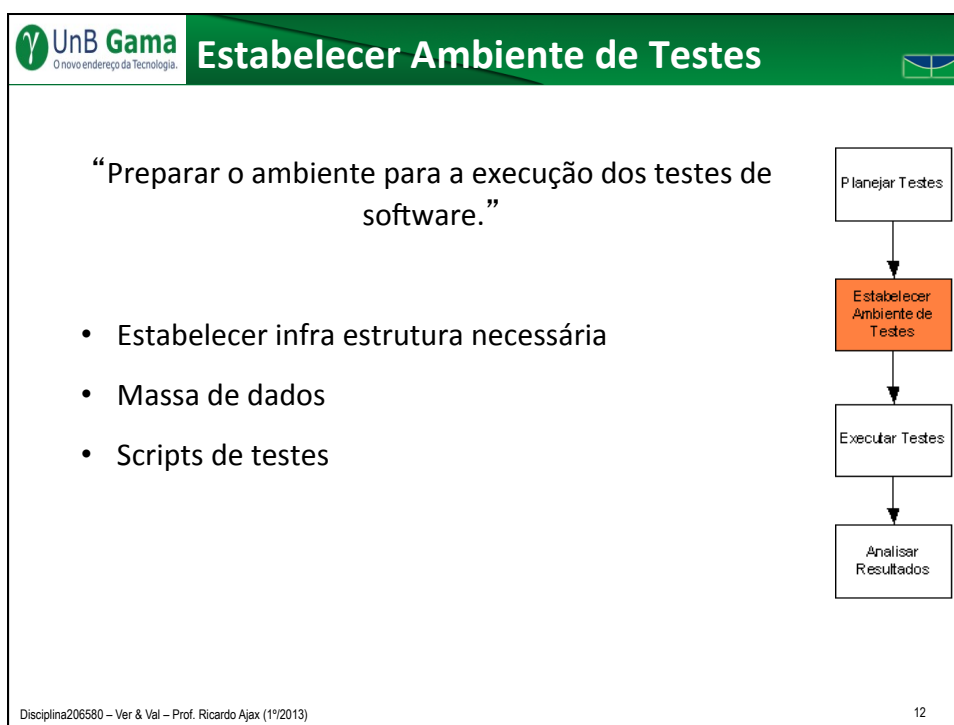 γ UnB Gama
O novo endereço da Tecnologia.
Estabelecer Ambiente de Testes
“Preparar o ambiente para a execução dos testes de
software.”
• Estabelecer infra estrutura necessária
• Massa de dados
• Scripts de testes
Planejar Testes
Estabelecer
Ambiente de
Testes
Executar Testes
Analisar
Resultados
Disciplina206580 – Ver & Val – Prof. Ricardo Ajax (1º/2013)
12